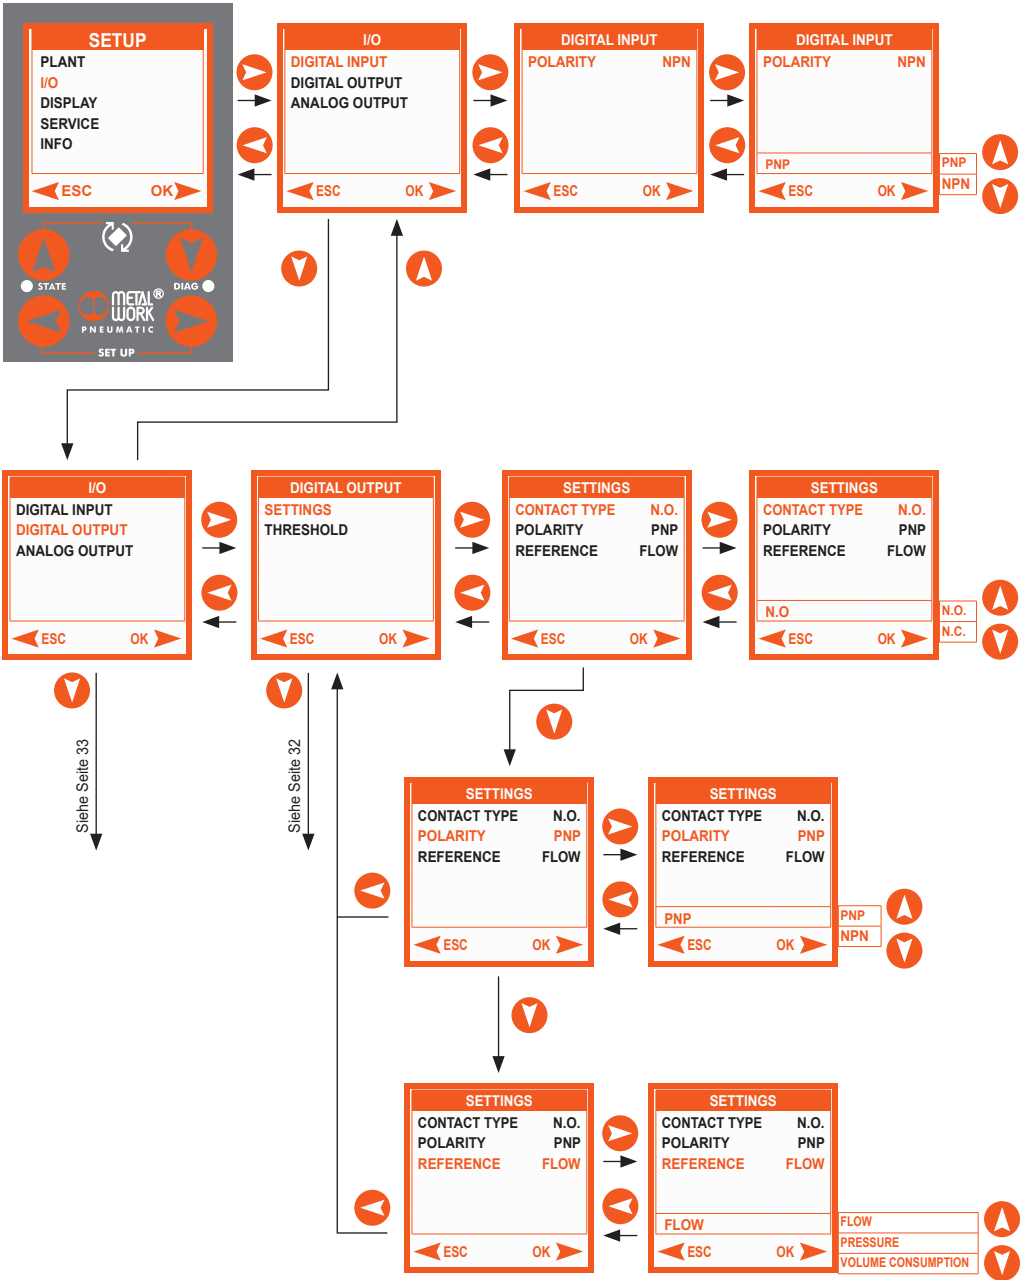 SETUP
PLANT
I/O
DISPLAY
SERVICE
INFO
ESC OK
STATE
DIAG
METAL WORK®
PNEUMATIC
SET UP
I/O
DIGITAL INPUT
DIGITAL OUTPUT
ANALOG OUTPUT
ESC OK
DIGITAL INPUT
POLARITY NPN
ESC OK
DIGITAL INPUT
POLARITY NPN
PNP
ESC OK
PNP
NPN
I/O
DIGITAL INPUT
DIGITAL OUTPUT
ANALOG OUTPUT
ESC OK
DIGITAL OUTPUT
SETTINGS
THRESHOLD
ESC OK
SETTINGS
CONTACT TYPE N.O.
POLARITY PNP
REFERENCE FLOW
ESC OK
SETTINGS
CONTACT TYPE N.O.
POLARITY PNP
REFERENCE FLOW
N.O
ESC OK
N.O.
N.C.
Siehe Seite 33
Siehe Seite 32
SETTINGS
CONTACT TYPE N.O.
POLARITY PNP
REFERENCE FLOW
ESC OK
SETTINGS
CONTACT TYPE N.O.
POLARITY PNP
REFERENCE FLOW
PNP
ESC OK
PNP
NPN
SETTINGS
CONTACT TYPE N.O.
POLARITY PNP
REFERENCE FLOW
ESC OK
SETTINGS
CONTACT TYPE N.O.
POLARITY PNP
REFERENCE FLOW
FLOW
ESC OK
FLOW
PRESSURE
VOLUME CONSUMPTION